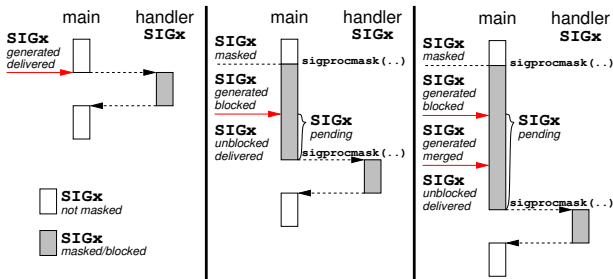 main handler
SIGx
SIGx
generated
delivered
SIGx
not masked
SIGx
masked/blocked
main handler
SIGx
SIGx
masked
sigprocmask(..)
SIGx
generated
blocked
SIGx
pending
SIGx
unblocked
delivered
sigprocmask(..)
main handler
SIGx
SIGx
masked
sigprocmask(..)
SIGx
generated
blocked
SIGx
pending
SIGx
generated
merged
SIGx
unblocked
delivered
sigprocmask(..)